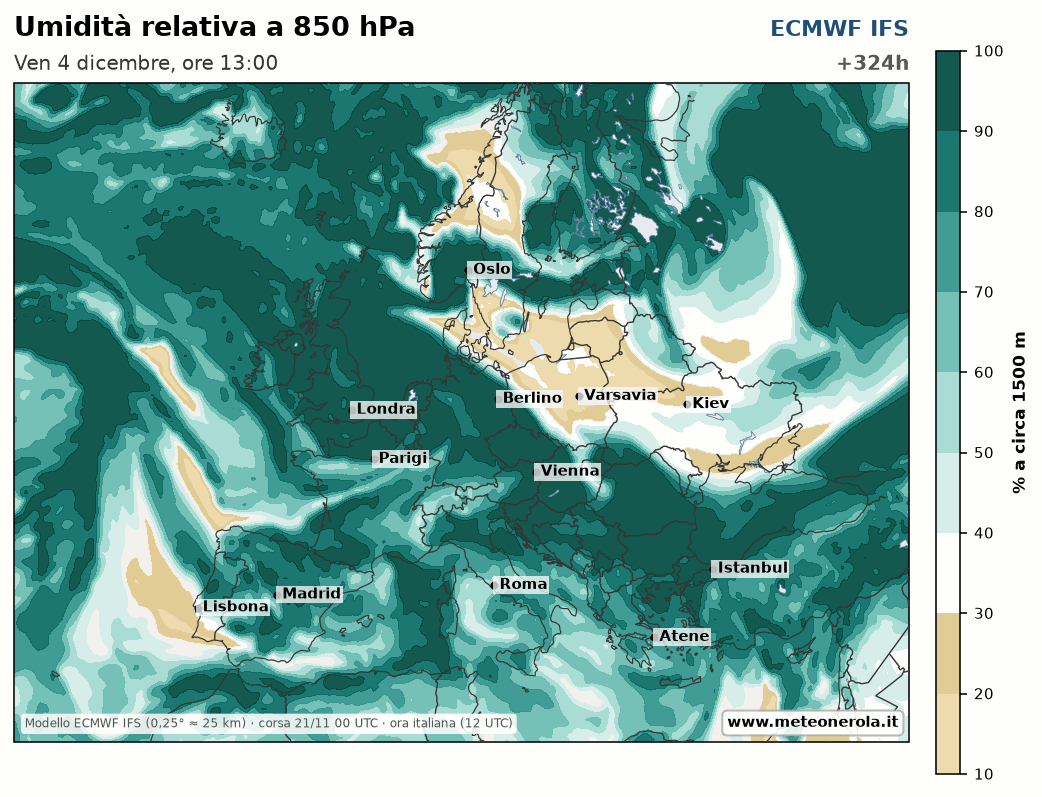 Umidità relativa a 850 hPa
ECMWF IFS
Ven 4 dicembre, ore 13:00
+324h
Oslo
Berlino
Varsavia
Kiev
Londra
Parigi
Vienna
Istanbul
Roma
Madrid
Lisbona
Atene
Modello ECMWF IFS (0,25° ≈ 25 km) · corsa 21/11 00 UTC · ora italiana (12 UTC)
www.meteonerola.it
100
90
80
70
60
50
40
30
20
10
% a circa 1500 m